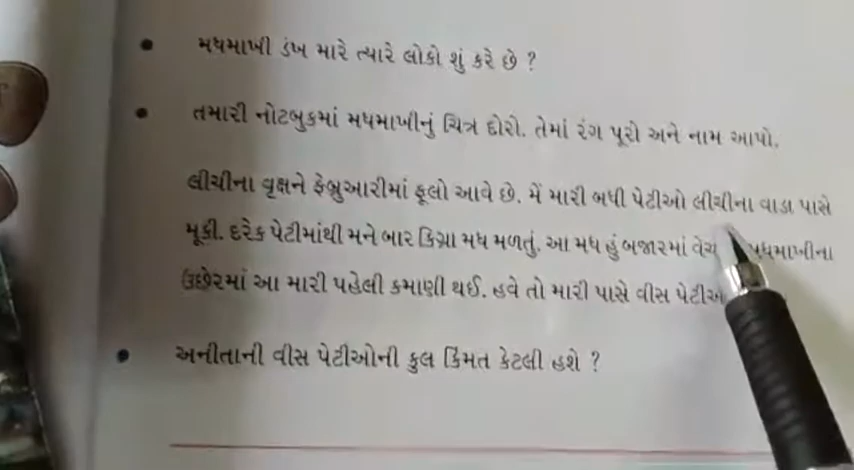 મધમાખી ડંખ મારે ત્યારે લોકો શું કરે છે ?
તમારી નોટબુકમાં મધમાખીનું ચિત્ર દોરો. તેમાં રંગ પૂરો અને નામ આપો.
લીચીના વૃક્ષને ફેબ્રુઆરીમાં ફૂલો આવે છે. મેં મારી બધી પેટીઓ લીચીના વાડા પાસે
મૂકી. દરેક પેટીમાંથી મને બાર કિગ્રા મધ મળતું. આ મધ હું બજારમાં મધમાખીના
ઉછેરમાં આ મારી પહેલી કમાણી થઈ. હવે તો મારી પાસે વીસ
અનીતાની વીસ પેટીઓની કુલ કિંમત કેટલી હશે ?